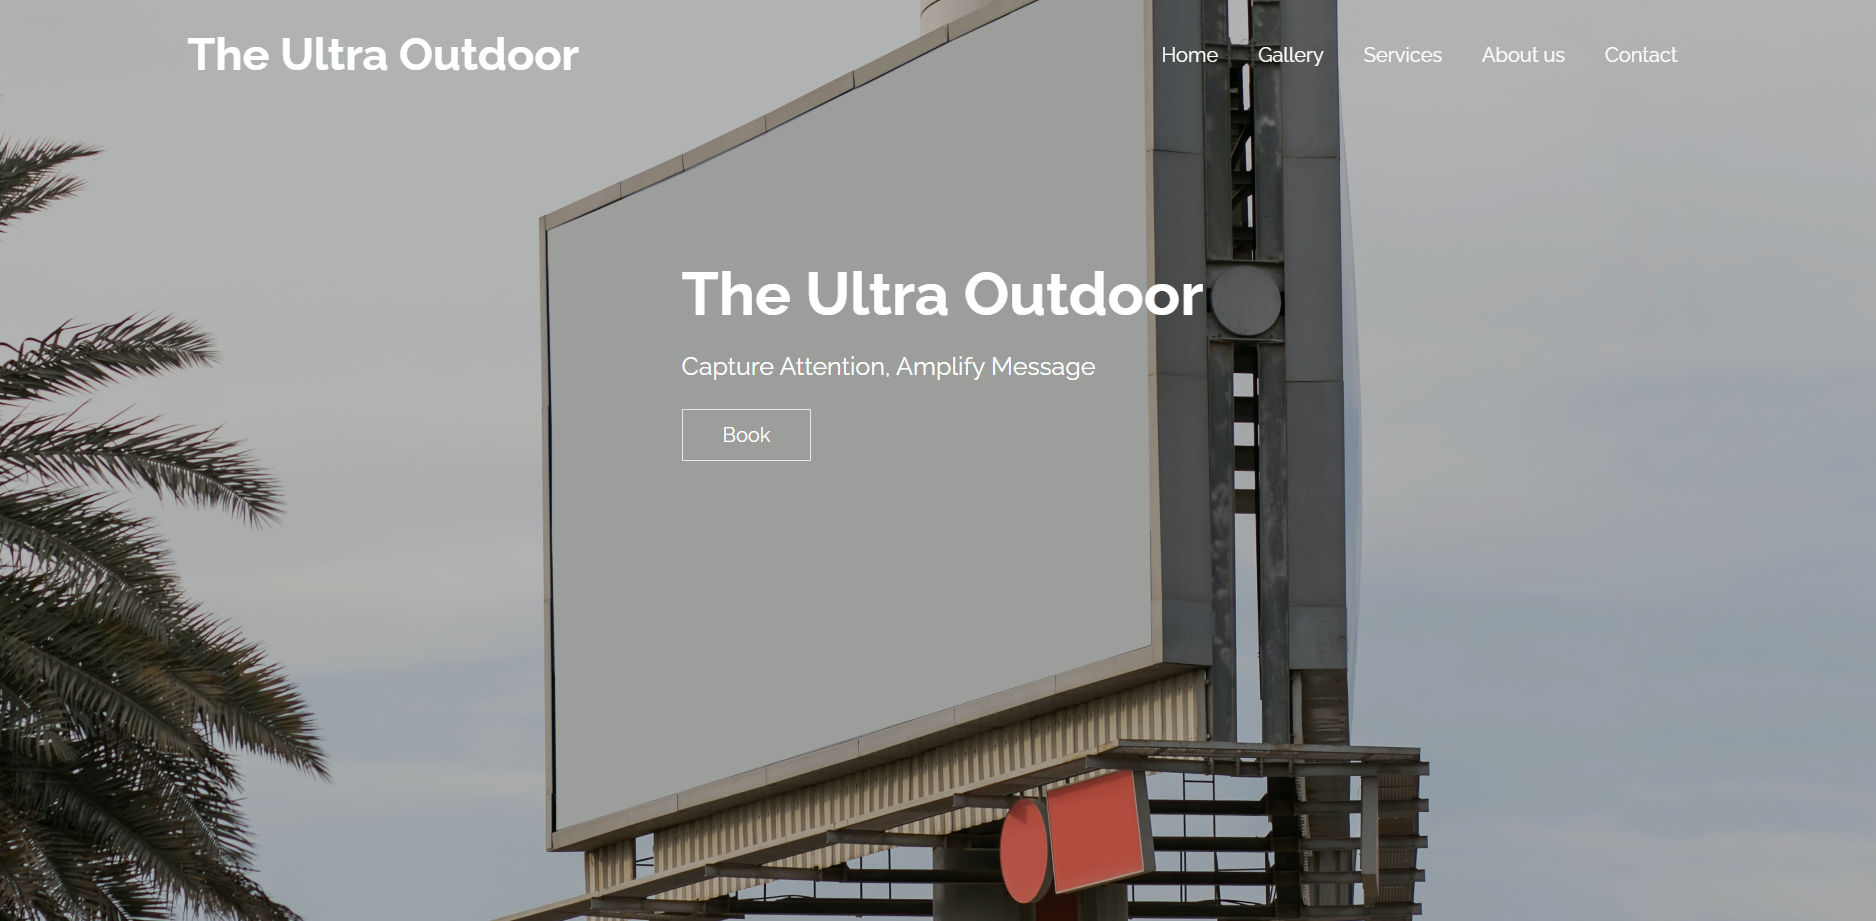 The Ultra Outdoor
Home Gallery Services About us Contact
The Ultra Outdoor
Capture Attention, Amplify Message
Book